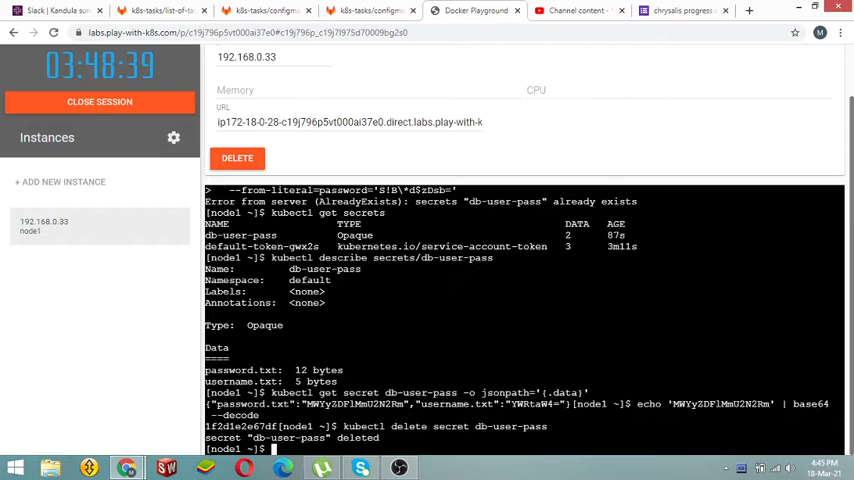 Slack | Kandula sure
k8s-tasks/list-of-ta
k8s-tasks/configma
k8s-tasks/configma
Docker Playground
Channel content - Y
chrysalis progress s
labs.play-with-k8s.com/p/c19j796p5vt000ai37e0#c19j796p_c19j7l975d70009bg2s0
M
03:48:39
CLOSE SESSION
Instances
+ ADD NEW INSTANCE
192.168.0.33
node1
192.168.0.33
Memory
CPU
URL
ip172-18-0-28-c19j796p5vt000ai37e0.direct.labs.play-with-k
DELETE
>   --from-literal=password='S!B\*d$zDsb='
Error from server (AlreadyExists): secrets "db-user-pass" already exists
[node1 ~]$ kubectl get secrets
NAME                  TYPE                                  DATA   AGE
db-user-pass          Opaque                                2      87s
default-token-gwx2s   kubernetes.io/service-account-token   3      3m11s
[node1 ~]$ kubectl describe secrets/db-user-pass
Name:         db-user-pass
Namespace:    default
Labels:       <none>
Annotations:  <none>
Type:  Opaque
Data
====
password.txt:  12 bytes
username.txt:  5 bytes
[node1 ~]$ kubectl get secret db-user-pass -o jsonpath='{.data}'
{"password.txt":"MWYyZDFlMmU2N2Rm","username.txt":"YWRtaW4="}[node1 ~]$ echo 'MWYyZDFlMmU2N2Rm' | base64
--decode
1f2d1e2e67df[node1 ~]$ kubectl delete secret db-user-pass
secret "db-user-pass" deleted
[node1 ~]$
4:45 PM
18-Mar-21